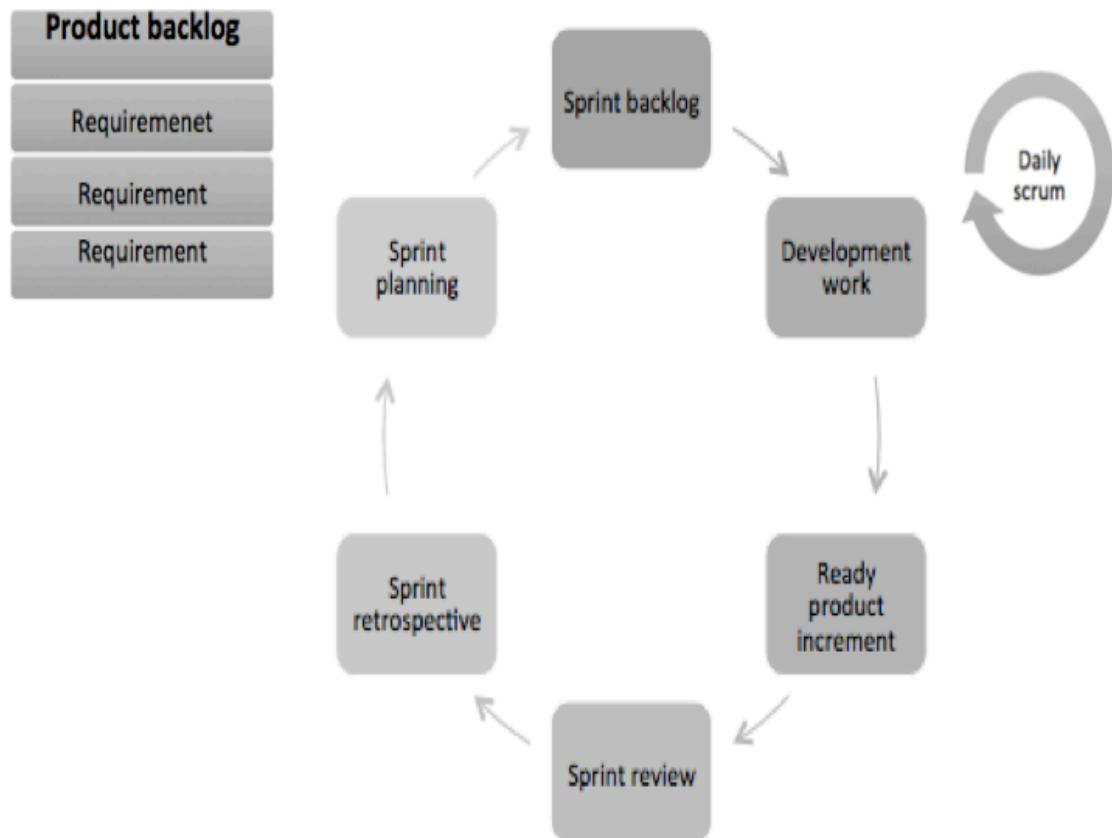 Product backlog
Requiremenet
Requirement
Requirement
Sprint backlog
Daily
scrum
Sprint
planning
Development
work
Sprint
retrospective
Ready
product
increment
Sprint review